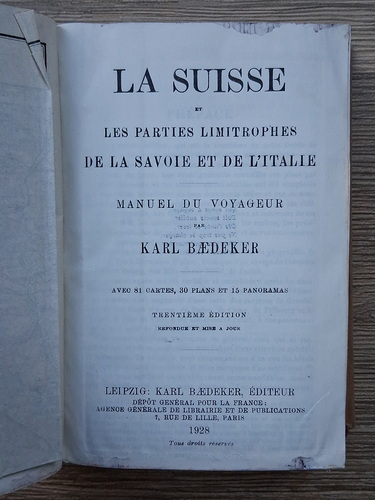 LA SUISSE
ET
LES PARTIES LIMITROPHES
DE LA SAVOIE ET DE L'ITALIE
MANUEL DU VOYAGEUR
PAR
KARL BÆDEKER
AVEC 81 CARTES, 30 PLANS ET 15 PANORAMAS
TRENTIÈME ÉDITION
REFONDUE ET MISE A JOUR
LEIPZIG: KARL BÆDEKER, ÉDITEUR
DÉPÔT GÉNÉRAL POUR LA FRANCE:
AGENCE GÉNÉRALE DE LIBRAIRIE ET DE PUBLICATIONS
7, RUE DE LILLE, PARIS
1928
Tous droits réservés